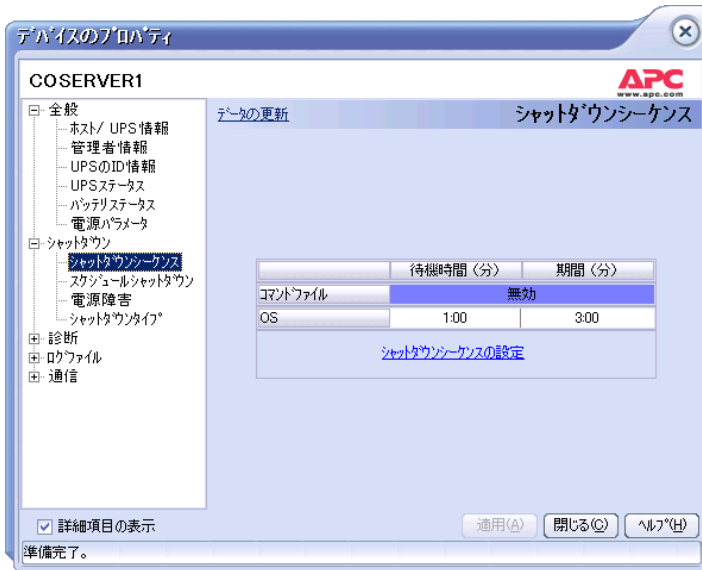 デバイスのプロパティ
COSERVER1
APC
www.apc.com
全般
ホスト/ UPS情報
管理者情報
UPSのID情報
UPSステータス
バッテリステータス
電源パラメータ
シャットダウン
シャットダウンシーケンス
スケジュールシャットダウン
電源障害
シャットダウンタイプ
診断
ログファイル
通信
データの更新
シャットダウンシーケンス
待機時間（分） 期間（分）
コマンドファイル 無効
OS 1:00 3:00
シャットダウンシーケンスの設定
詳細項目の表示
適用(A) 閉じる(C) ヘルプ(H)
準備完了。